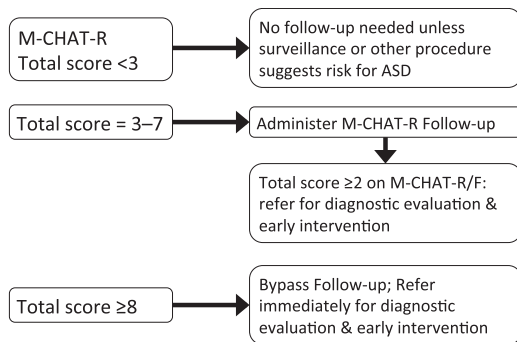 M-CHAT-R
Total score <3
No follow-up needed unless
surveillance or other procedure
suggests risk for ASD
Total score = 3–7
Administer M-CHAT-R Follow-up
Total score ≥2 on M-CHAT-R/F:
refer for diagnostic evaluation &
early intervention
Total score ≥8
Bypass Follow-up; Refer
immediately for diagnostic
evaluation & early intervention